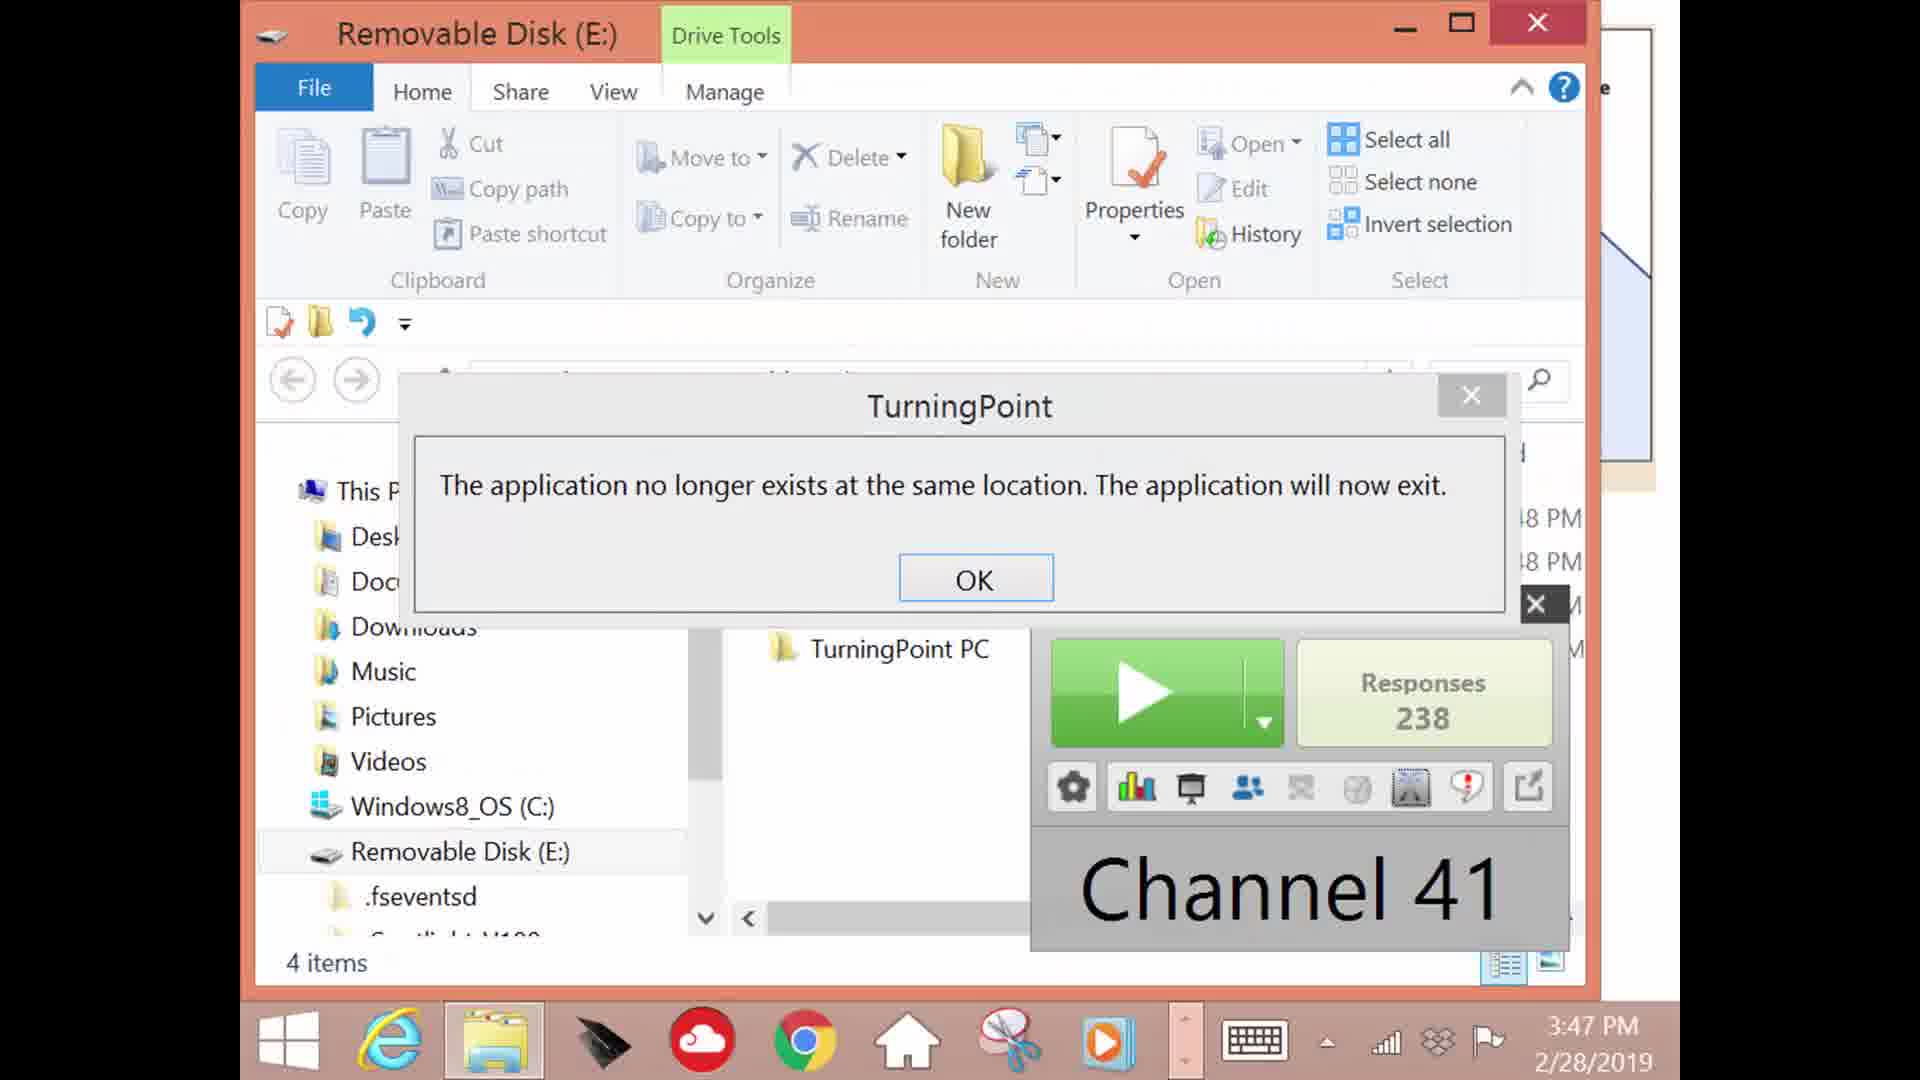 Removable Disk (E:)
Drive Tools
File
Home
Share
View
Manage
e
Copy
Paste
Cut
Copy path
Paste shortcut
Clipboard
Move to
Copy to
Delete
Rename
Organize
New
folder
New
Properties
Open
Edit
History
Open
Select all
Select none
Invert selection
Select
TurningPoint
The application no longer exists at the same location. The application will now exit.
OK
This P
Desk
Docu
Downloads
Music
Pictures
Videos
Windows8_OS (C:)
Removable Disk (E:)
.fseventsd
TurningPoint PC
48 PM
48 PM
M
M
Responses
238
Channel 41
4 items
3:47 PM
2/28/2019